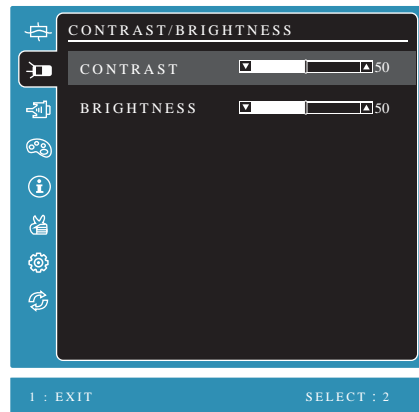 CONTRAST/BRIGHTNESS
CONTRAST 50
BRIGHTNESS 50
1 : EXIT SELECT : 2